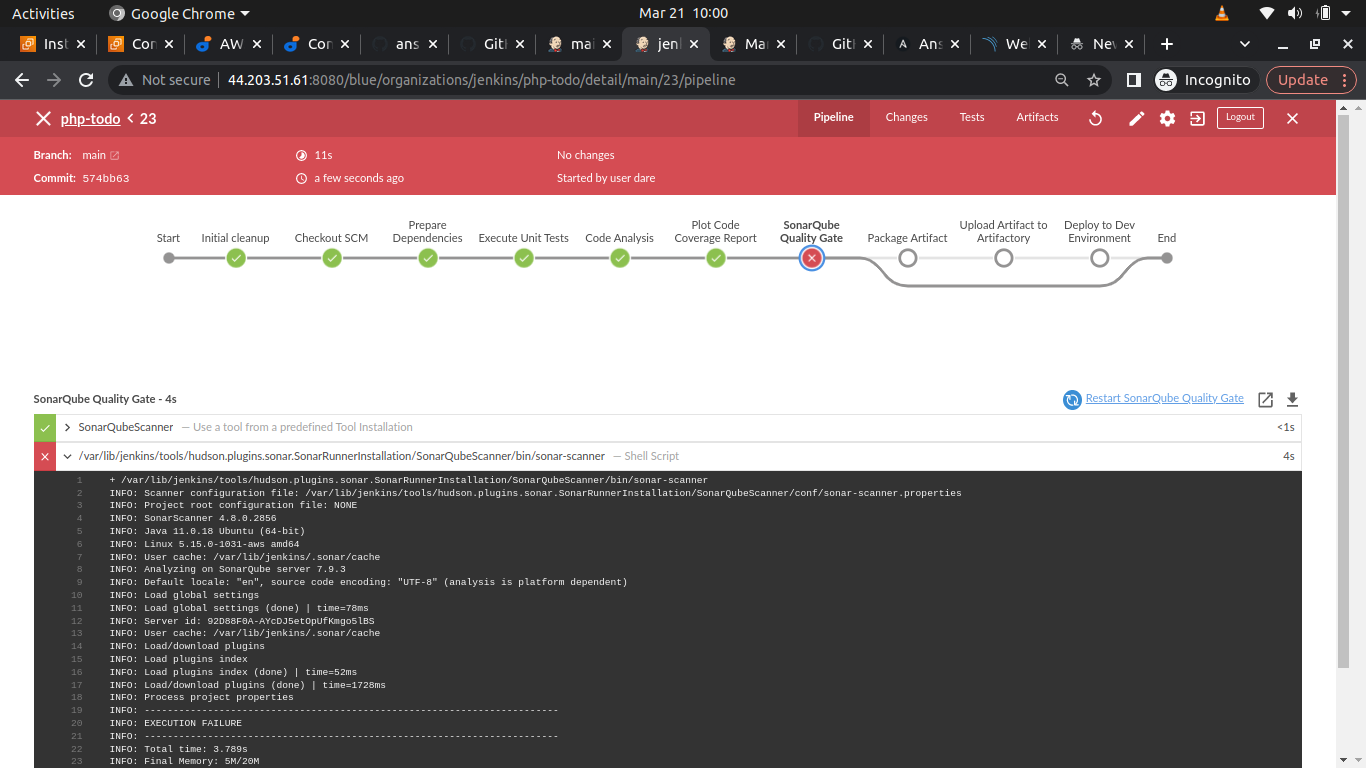 Activities
Google Chrome
Mar 21 10:00
Inst
Con
AW
Con
ans
Gith
mai
jenk
Ma
Gith
Ans
We
Nev
Not secure
44.203.51.61:8080/blue/organizations/jenkins/php-todo/detail/main/23/pipeline
Incognito
Update
php-todo < 23
Pipeline
Changes
Tests
Artifacts
Logout
Branch: main
11s
No changes
Commit: 574bb63
a few seconds ago
Started by user dare
Start
Initial cleanup
Checkout SCM
Prepare
Dependencies
Execute Unit Tests
Code Analysis
Plot Code
Coverage Report
SonarQube
Quality Gate
Package Artifact
Upload Artifact to
Artifactory
Deploy to Dev
Environment
End
SonarQube Quality Gate - 4s
Restart SonarQube Quality Gate
SonarQubeScanner — Use a tool from a predefined Tool Installation
<1s
/var/lib/jenkins/tools/hudson.plugins.sonar.SonarRunnerInstallation/SonarQubeScanner/bin/sonar-scanner — Shell Script
4s
1 + /var/lib/jenkins/tools/hudson.plugins.sonar.SonarRunnerInstallation/SonarQubeScanner/bin/sonar-scanner
2 INFO: Scanner configuration file: /var/lib/jenkins/tools/hudson.plugins.sonar.SonarRunnerInstallation/SonarQubeScanner/conf/sonar-scanner.properties
3 INFO: Project root configuration file: NONE
4 INFO: SonarScanner 4.8.0.2856
5 INFO: Java 11.0.18 Ubuntu (64-bit)
6 INFO: Linux 5.15.0-1031-aws amd64
7 INFO: User cache: /var/lib/jenkins/.sonar/cache
8 INFO: Analyzing on SonarQube server 7.9.3
9 INFO: Default locale: "en", source code encoding: "UTF-8" (analysis is platform dependent)
10 INFO: Load global settings
11 INFO: Load global settings (done) | time=78ms
12 INFO: Server id: 92D88F0A-AYcDJ5etOpUfKmgo5lBS
13 INFO: User cache: /var/lib/jenkins/.sonar/cache
14 INFO: Load/download plugins
15 INFO: Load plugins index
16 INFO: Load plugins index (done) | time=52ms
17 INFO: Load/download plugins (done) | time=1728ms
18 INFO: Process project properties
19 INFO: ------------------------------------------------------------------------
20 INFO: EXECUTION FAILURE
21 INFO: ------------------------------------------------------------------------
22 INFO: Total time: 3.789s
23 INFO: Final Memory: 5M/20M